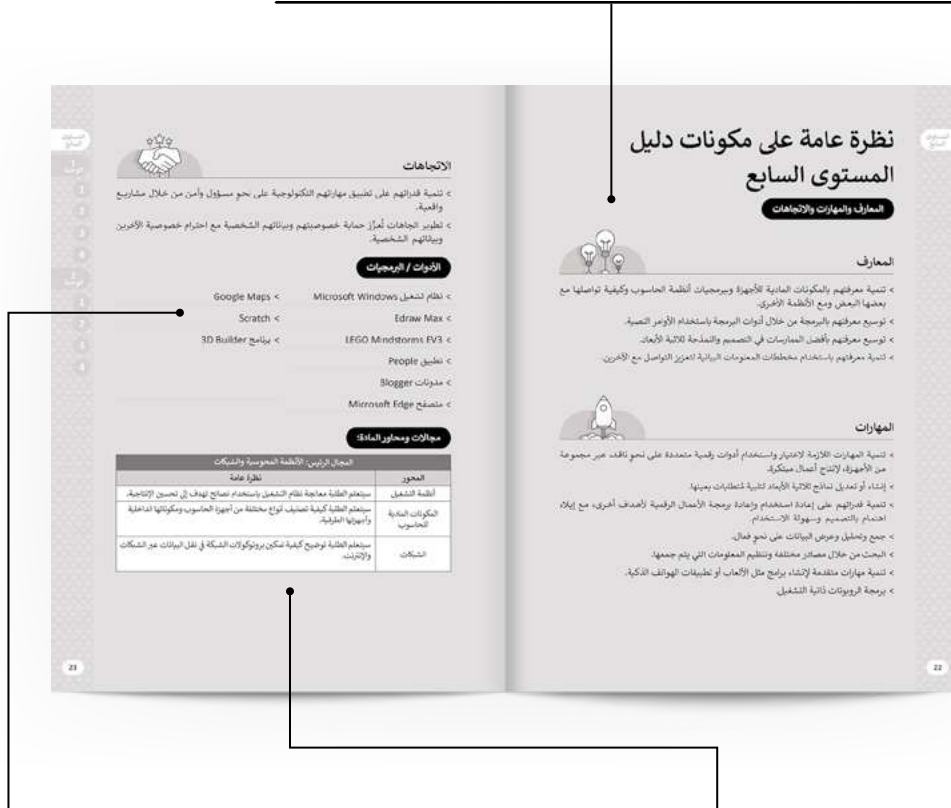 نظرة عامة على مكونات دليل
المستوى السابع
المعارف والمهارات والاتجاهات
المعارف
> تنمية معرفتهم بالمكونات المادية للأجهزة وبرمجيات أنظمة الحاسوب وكيفية تواصلها مع
بعضها البعض ومع الأنظمة الأخرى.
> توسيع معرفتهم بالبرمجة من خلال أدوات البرمجة باستخدام الأوامر النصية.
> توسيع معرفتهم بأفضل الممارسات في التصميم والنمذجة ثلاثية الأبعاد.
> تنمية معرفتهم باستخدام مخططات المعلومات البيانية لتعزيز التواصل مع الآخرين.
المهارات
> تنمية المهارات اللازمة لاختيار واستخدام أدوات رقمية متعددة على نحوٍ ناقد، عبر مجموعة
من الأجهزة، لإنتاج أعمال مبتكرة.
> إنشاء أو تعديل نماذج ثلاثية الأبعاد لتلبية مُتطلبات بعينها.
> تنمية قدراتهم على إعادة استخدام وإعادة برمجة الأعمال الرقمية لأهداف أخرى، مع إيلاء
اهتمام بالتصميم وسهولة الاستخدام.
> جمع وتحليل وعرض البيانات على نحوٍ فعال.
> البحث من خلال مصادر مختلفة وتنظيم المعلومات التي يتم جمعها.
> تنمية مهارات متقدمة لإنشاء برامج مثل الألعاب أو تطبيقات الهواتف الذكية.
> برمجة الروبوتات ذاتية التشغيل.
22
الاتجاهات
> تنمية قدراتهم على تطبيق مهاراتهم التكنولوجية على نحوٍ مسؤول وآمن من خلال مشاريع
واقعية.
> تطوير اتجاهات تُعزِّز حماية خصوصيتهم وبياناتهم الشخصية مع احترام خصوصية الآخرين
وبياناتهم الشخصية.
الأدوات / البرمجيات
> نظام تشغيل Microsoft Windows
> Edraw Max
> LEGO Mindstorms EV3
> تطبيق People
> مدونات Blogger
> متصفح Microsoft Edge
> Google Maps
> Scratch
> برنامج 3D Builder
مجالات ومحاور المادة:
المجال الرئيس: الأنظمة المحوسبة والشبكات
المحور نظرة عامة
أنظمة التشغيل سيتعلم الطلبة معالجة نظام التشغيل باستخدام نصائح تهدف إلى تحسين الإنتاجية.
المكونات المادية للحاسوب سيتعلم الطلبة كيفية تصنيف أنواع مختلفة من أجهزة الحاسوب ومكوناتها الداخلية
وأجهزتها الطرفية.
الشبكات سيتعلم الطلبة توضيح كيفية تمكين بروتوكولات الشبكة في نقل البيانات عبر الشبكات
والإنترنت.
23